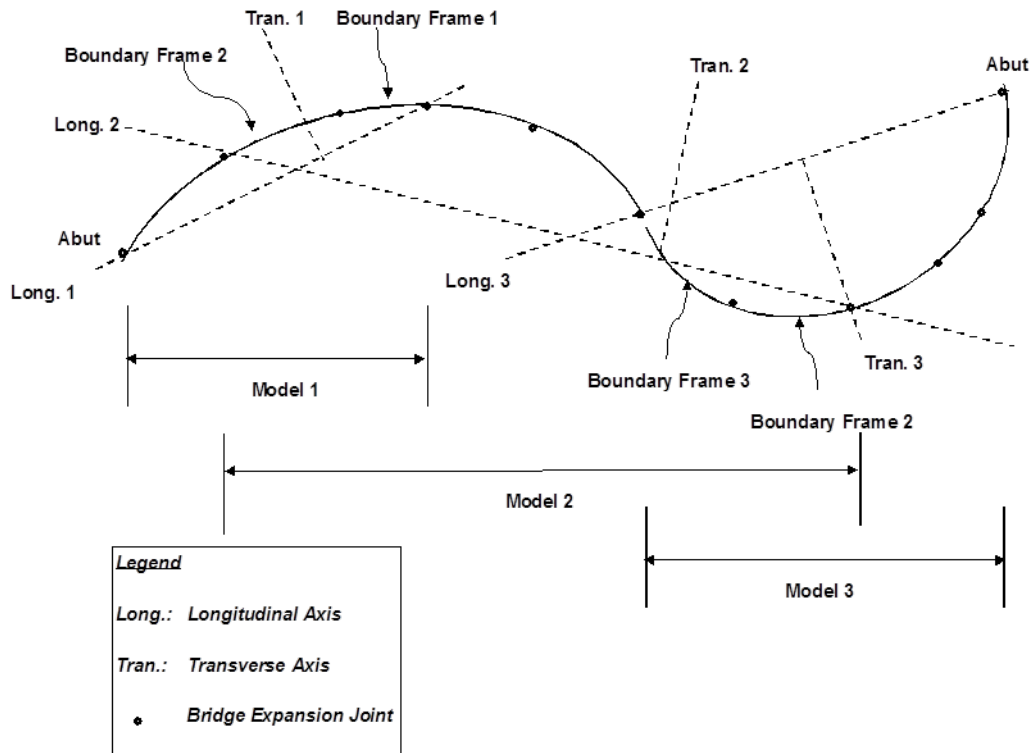 Tran. 1
Boundary Frame 1
Boundary Frame 2
Tran. 2
Abut
Long. 2
Abut
Long. 1
Long. 3
Tran. 3
Boundary Frame 3
Model 1
Boundary Frame 2
Model 2
Model 3
Legend
Long.: Longitudinal Axis
Tran.: Transverse Axis
Bridge Expansion Joint